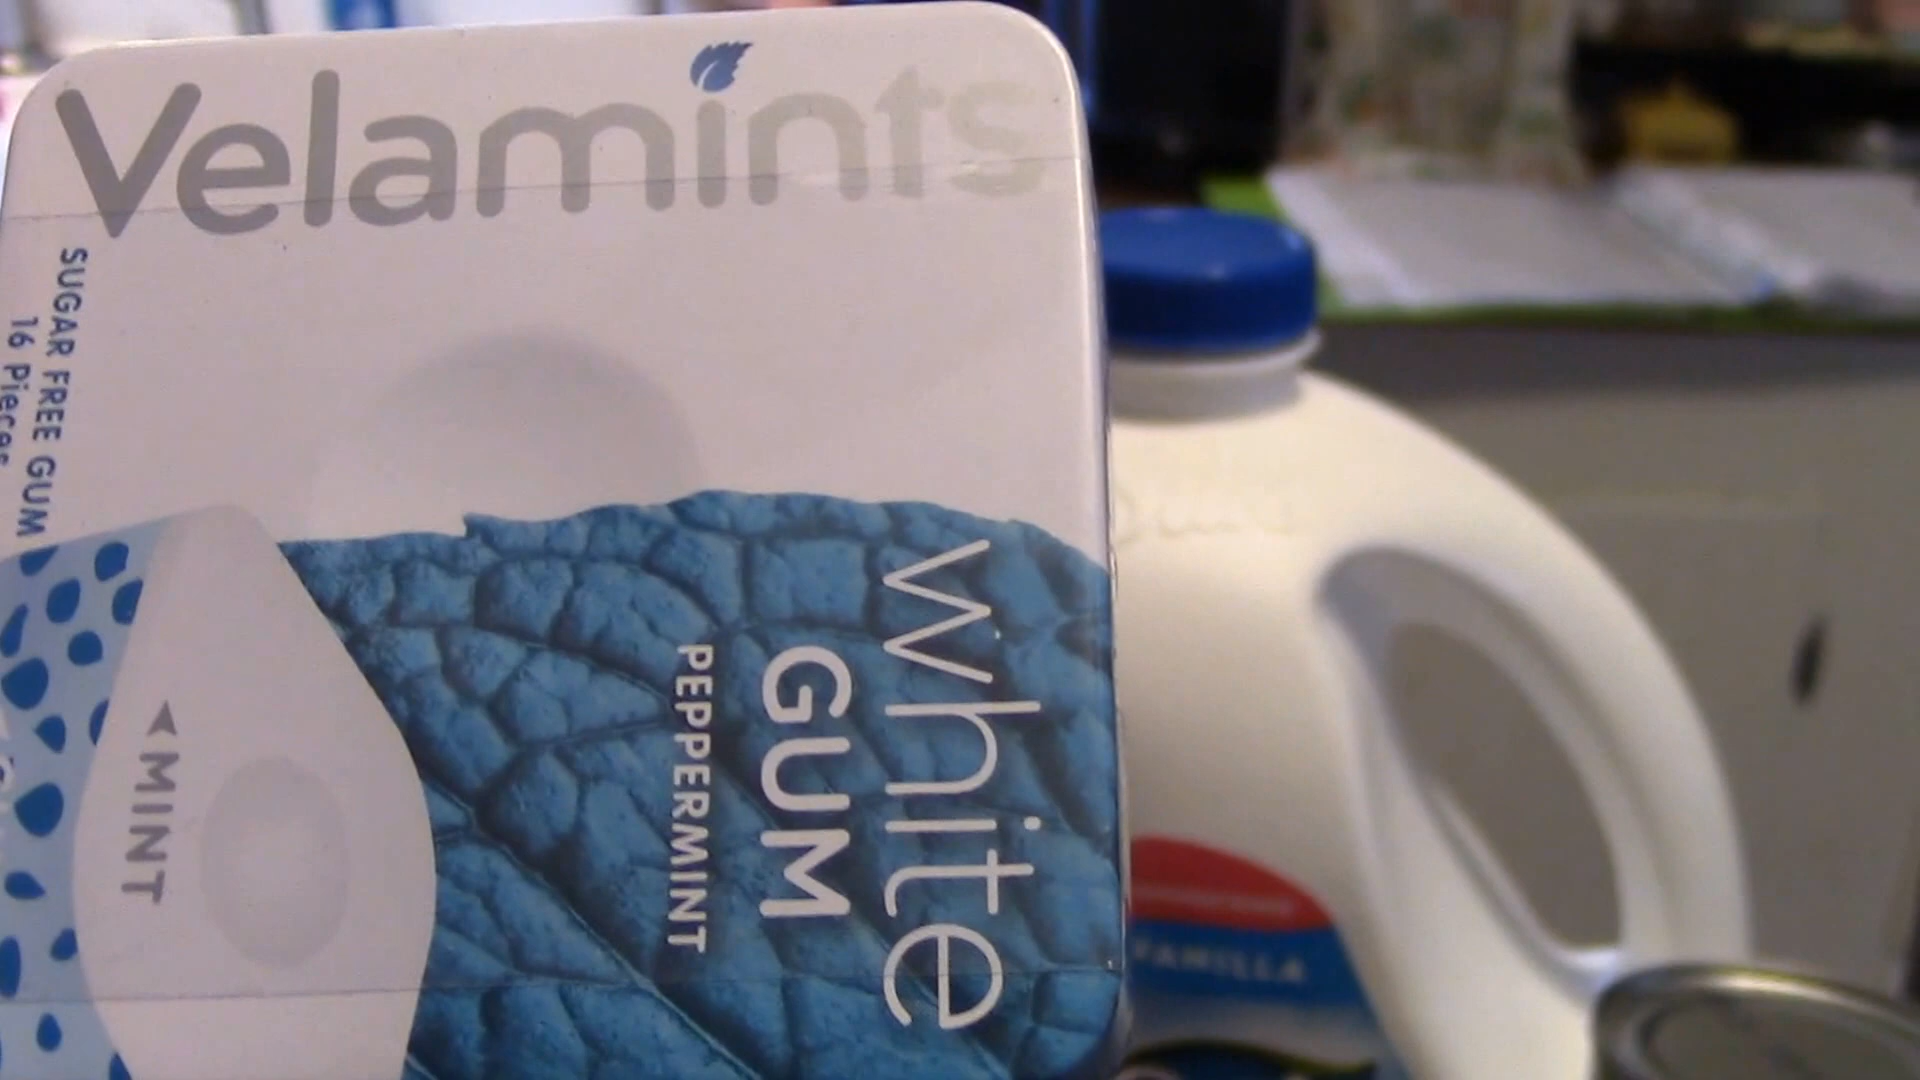 Velamints
SUGAR FREE GUM
16 Pieces
white
GUM
PEPPERMINT
MINT
VANILLA